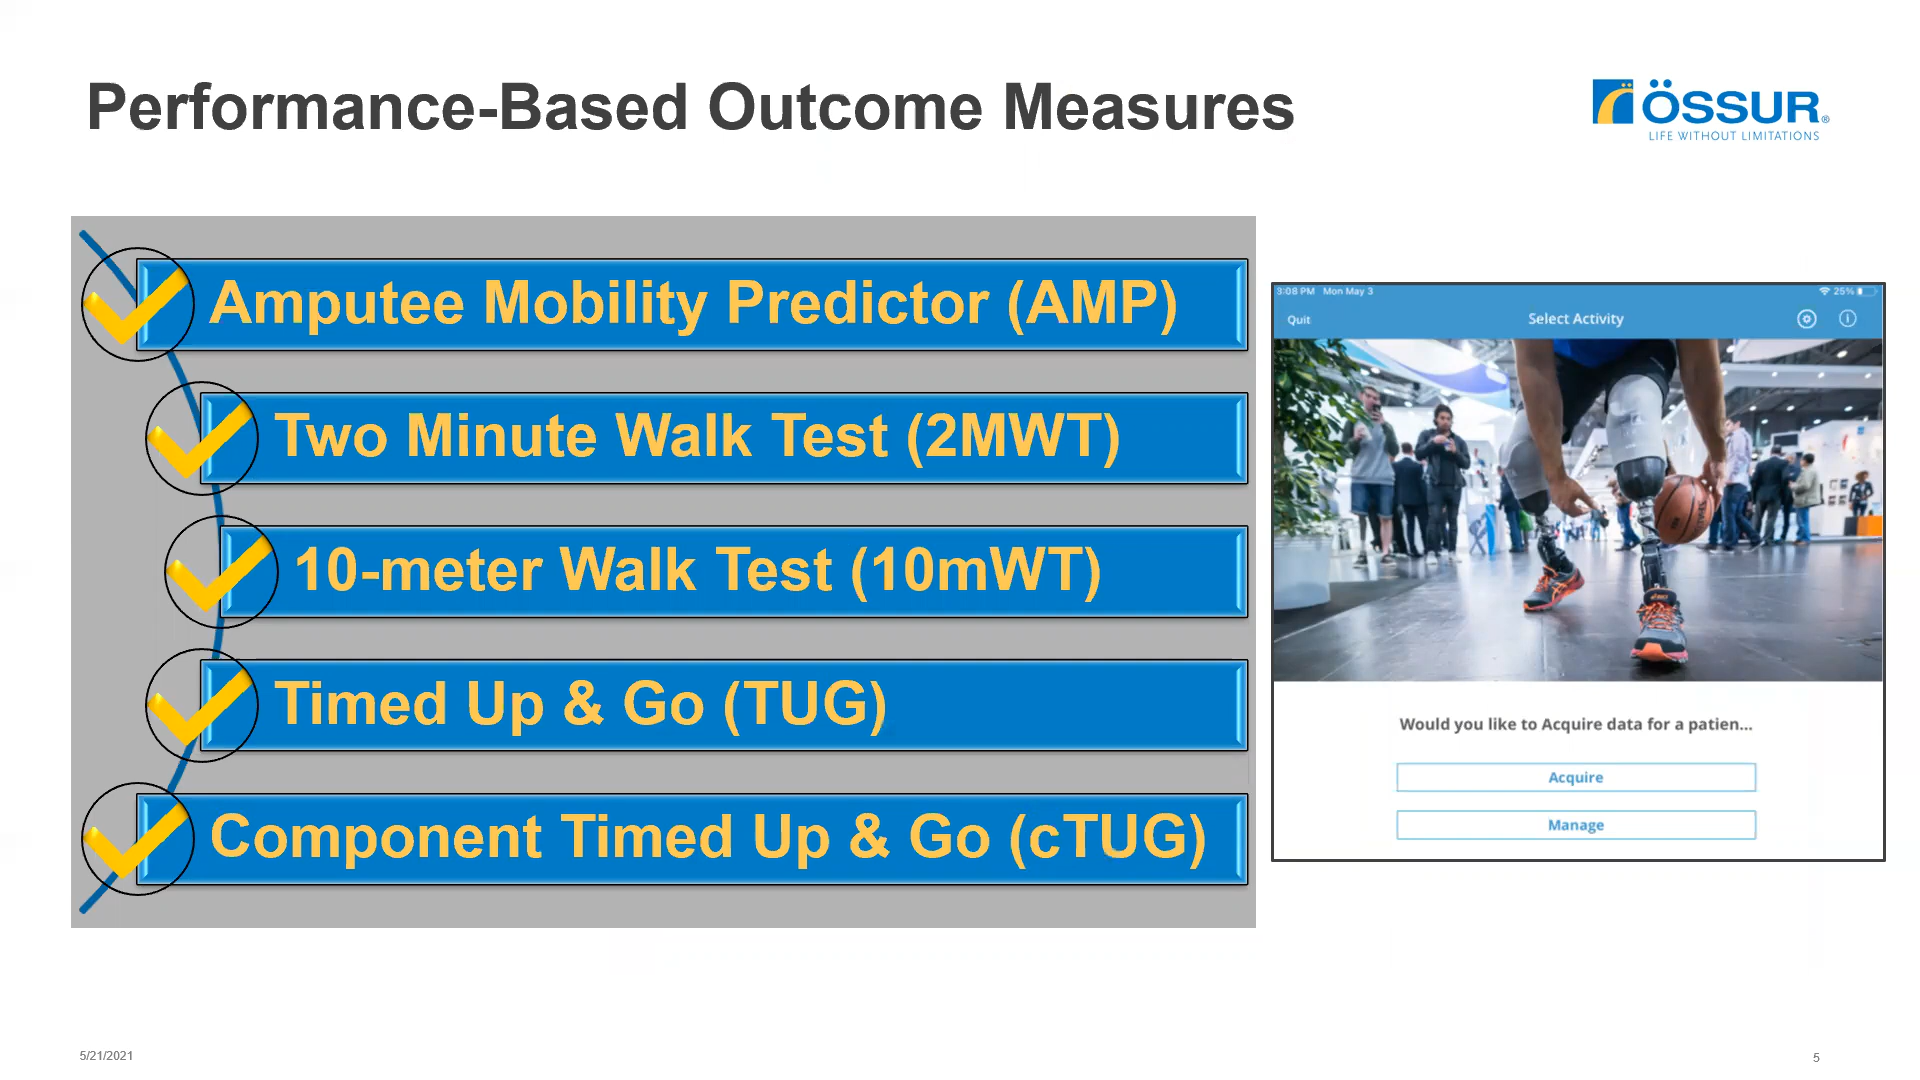 Performance-Based Outcome Measures
ÖSSUR®
LIFE WITHOUT LIMITATIONS
Amputee Mobility Predictor (AMP)
Two Minute Walk Test (2MWT)
10-meter Walk Test (10mWT)
Timed Up & Go (TUG)
Component Timed Up & Go (cTUG)
3:08 PM Mon May 3
25%
Quit
Select Activity
Would you like to Acquire data for a patien...
Acquire
Manage
5/21/2021
5